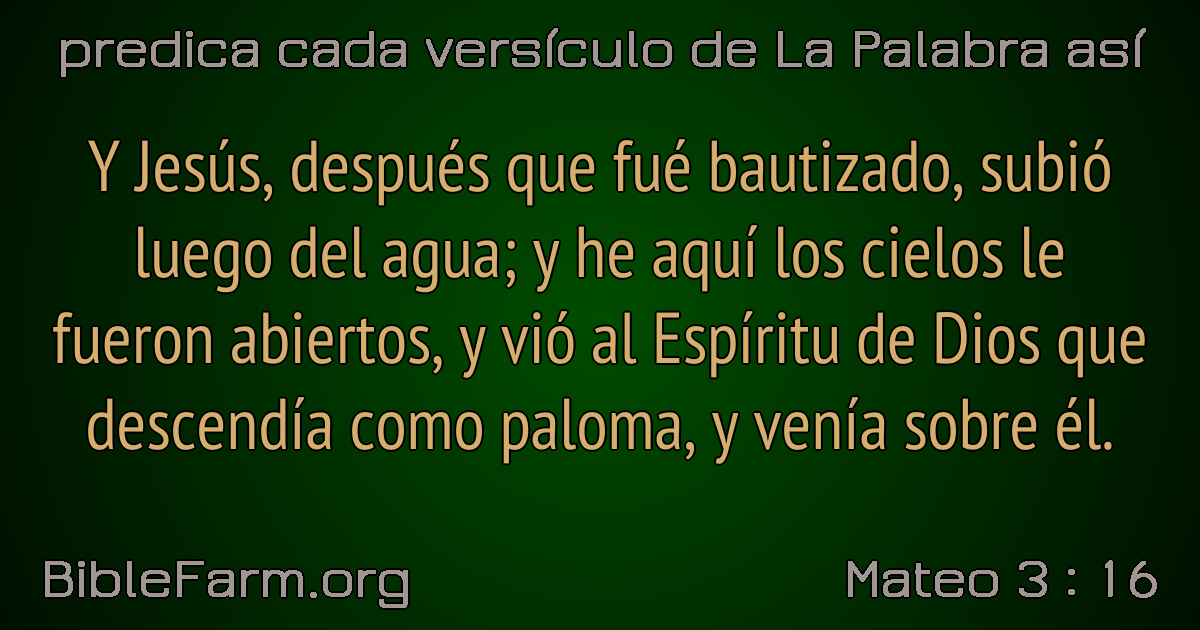 predica cada versículo de La Palabra así
Y Jesús, después que fué bautizado, subió
luego del agua; y he aquí los cielos le
fueron abiertos, y vió al Espíritu de Dios que
descendía como paloma, y venía sobre él.
BibleFarm.org
Mateo 3 : 16